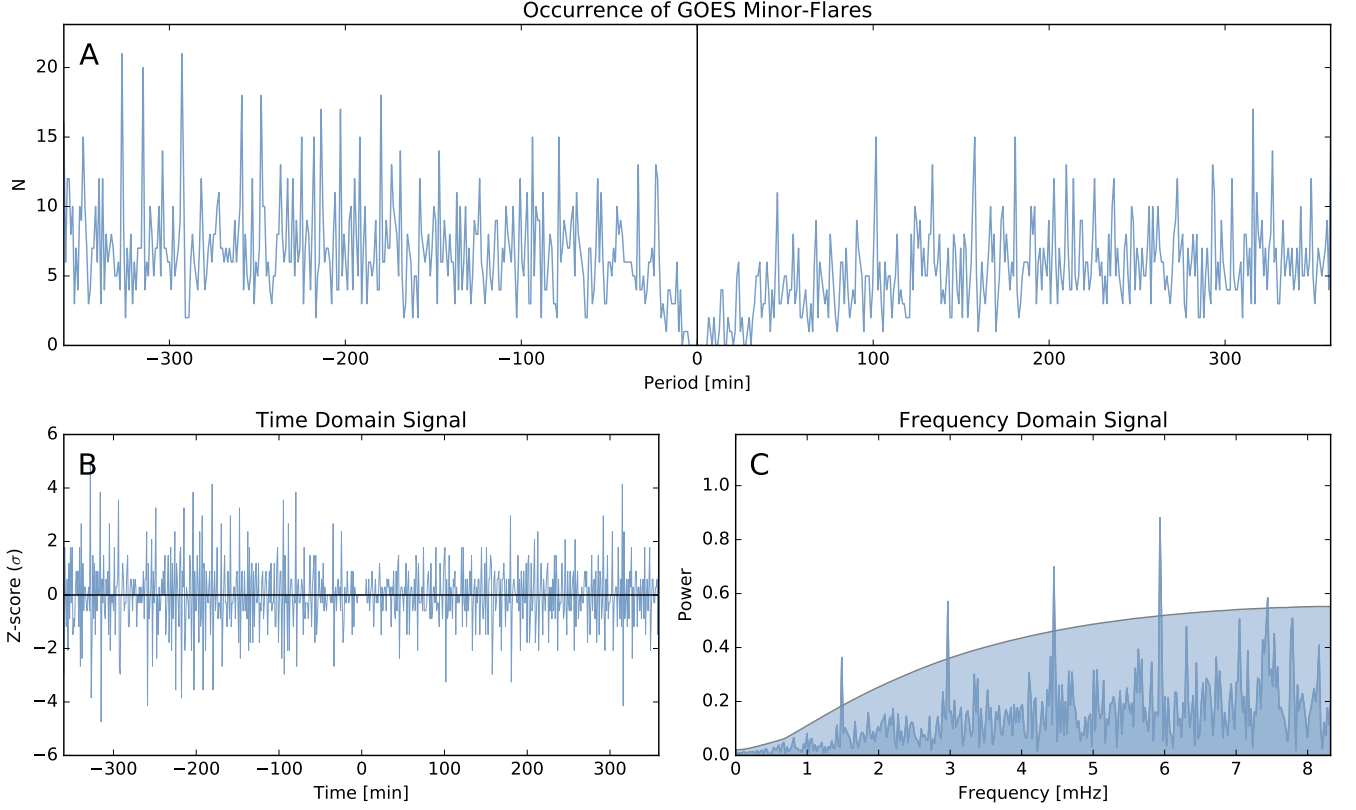 Occurrence of GOES Minor-Flares
A
N
20
15
10
5
0
−300 −200 −100 0 100 200 300
Period [min]
Time Domain Signal
B
Z-score (σ)
6
4
2
0
−2
−4
−6
−300 −200 −100 0 100 200 300
Time [min]
Frequency Domain Signal
C
Power
1.0
0.8
0.6
0.4
0.2
0.0
0 1 2 3 4 5 6 7 8
Frequency [mHz]